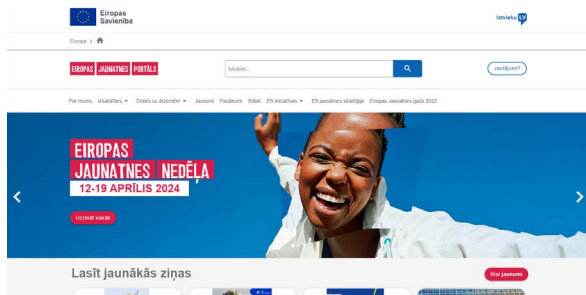 Eiropas
Savienība
latviešu LV
Europa >
EIROPAS JAUNATNES PORTĀLS
Meklēt...
Jautājumi?
Par mums Iesaistīties Doties uz ārzemēm Jaunumi Pasākumi Stāsti ES iniciatīvas ES jaunatnes stratēģija Eiropas Jaunatnes gads 2022
EIROPAS
JAUNATNES NEDĒĻA
12-19 APRĪLIS 2024
Uzzināt vairāk
Lasīt jaunākās ziņas
Visi jaunumi